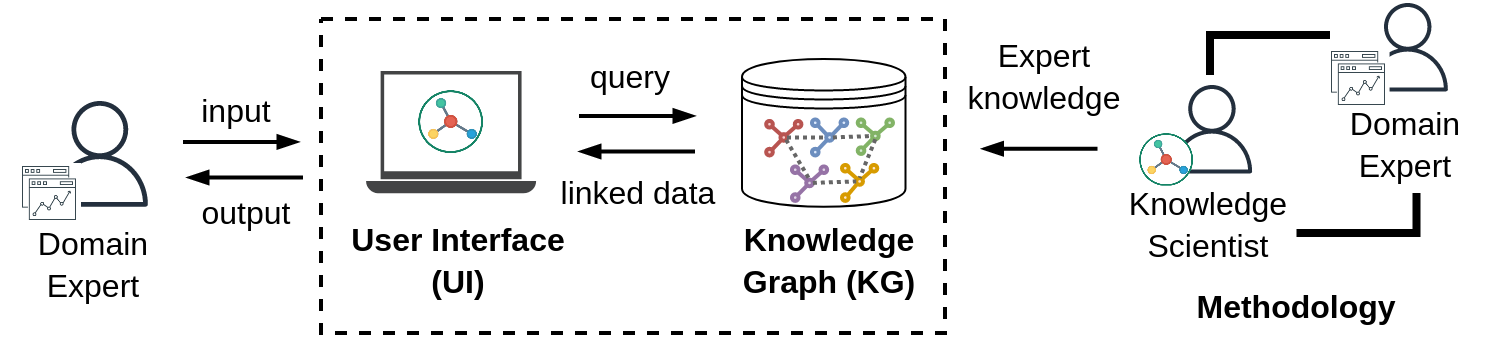 input
output
Domain
Expert
query
linked data
User Interface
(UI)
Knowledge
Graph (KG)
Expert
knowledge
Knowledge
Scientist
Domain
Expert
Methodology